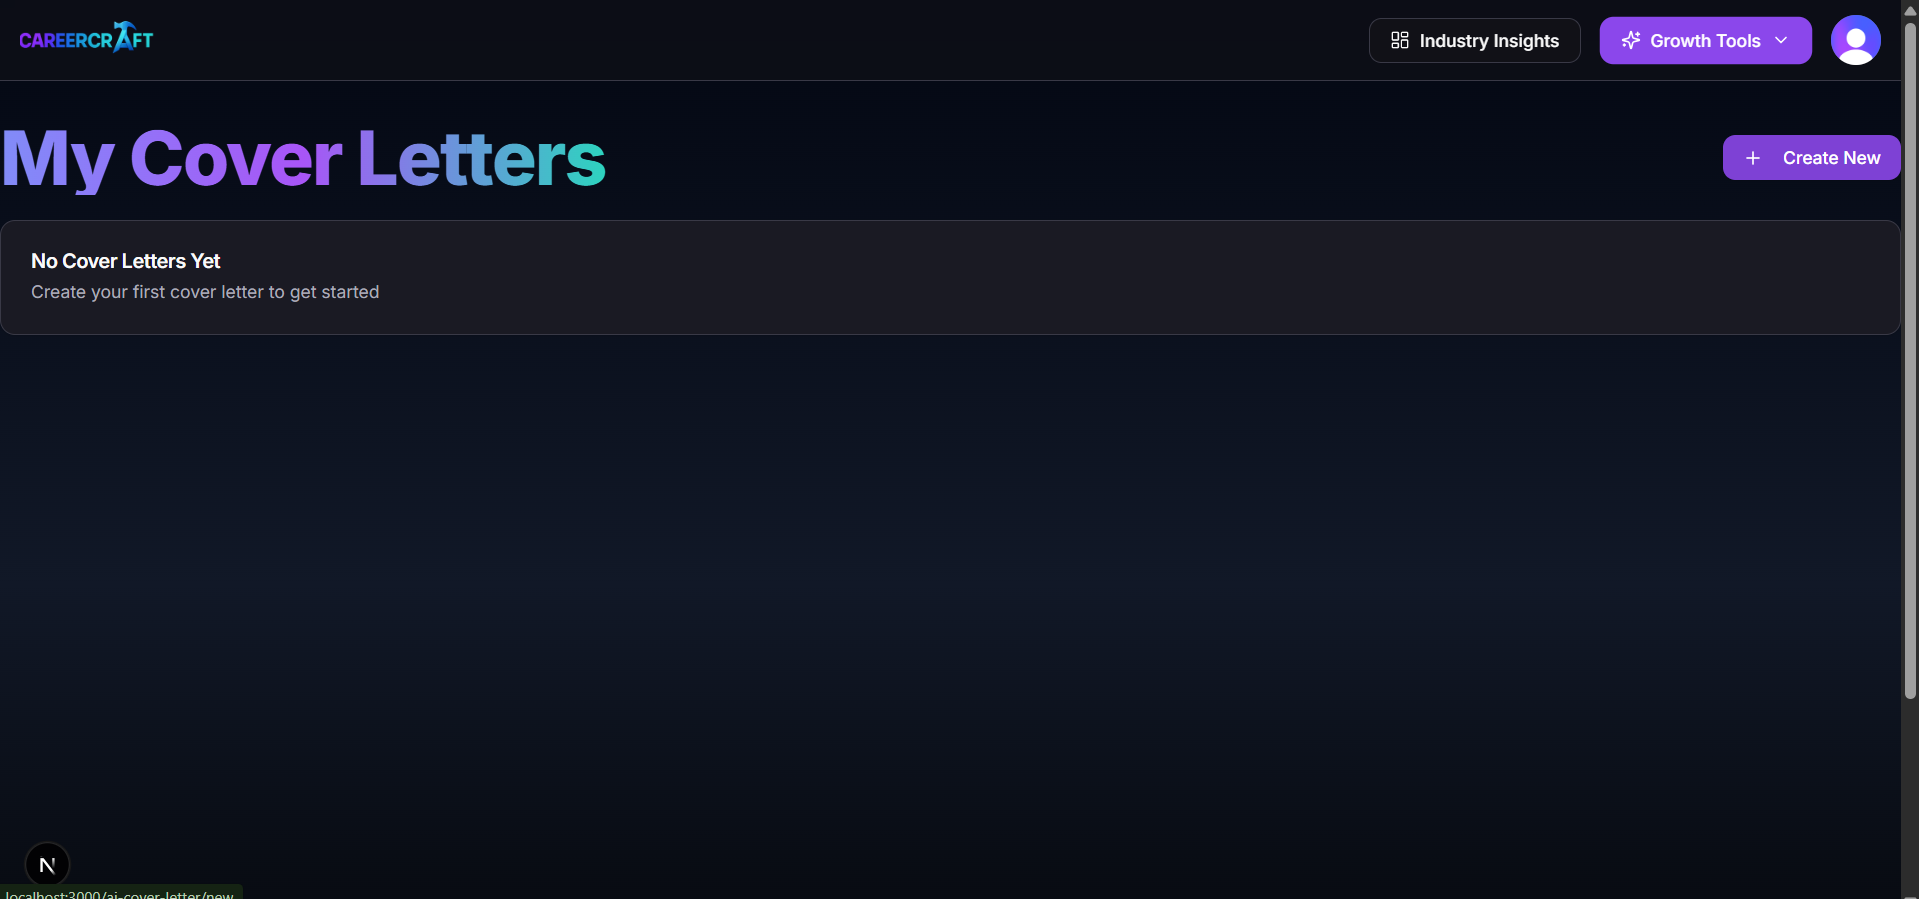 CAREERCRAFT
Industry Insights
Growth Tools
My Cover Letters
Create New
No Cover Letters Yet
Create your first cover letter to get started
N
localhost:3000/ai-cover-letter/new